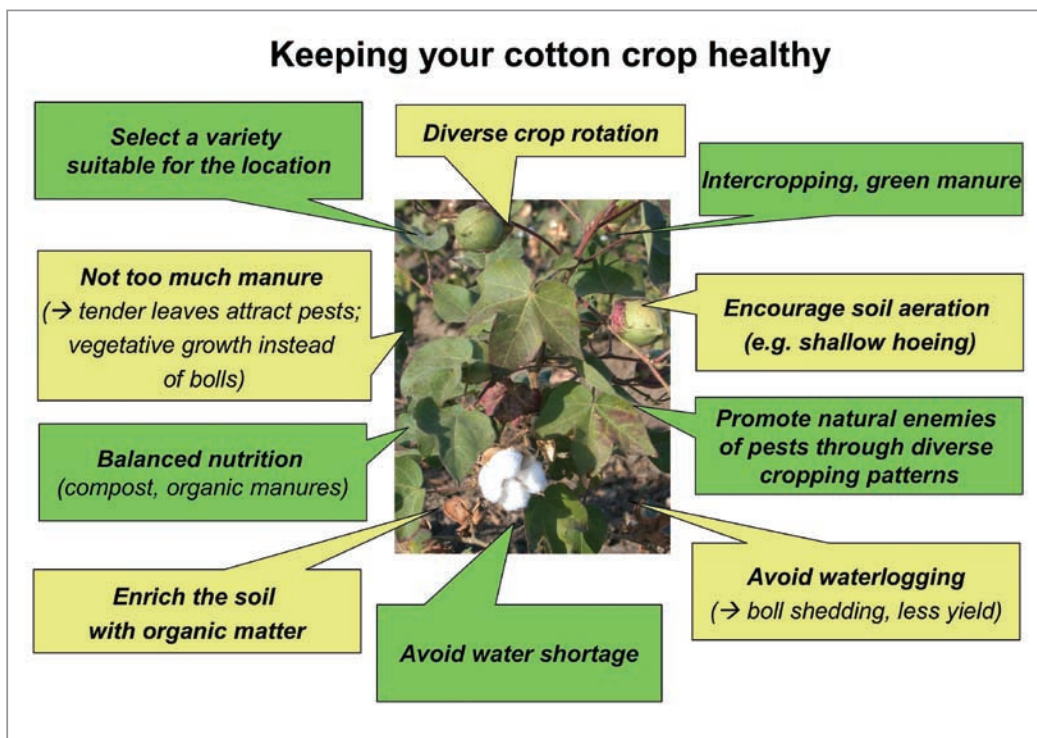 Keeping your cotton crop healthy
Select a variety
suitable for the location
Diverse crop rotation
Intercropping, green manure
Not too much manure
(→ tender leaves attract pests;
vegetative growth instead
of bolls)
Encourage soil aeration
(e.g. shallow hoeing)
Balanced nutrition
(compost, organic manures)
Promote natural enemies
of pests through diverse
cropping patterns
Enrich the soil
with organic matter
Avoid water shortage
Avoid waterlogging
(→ boll shedding, less yield)